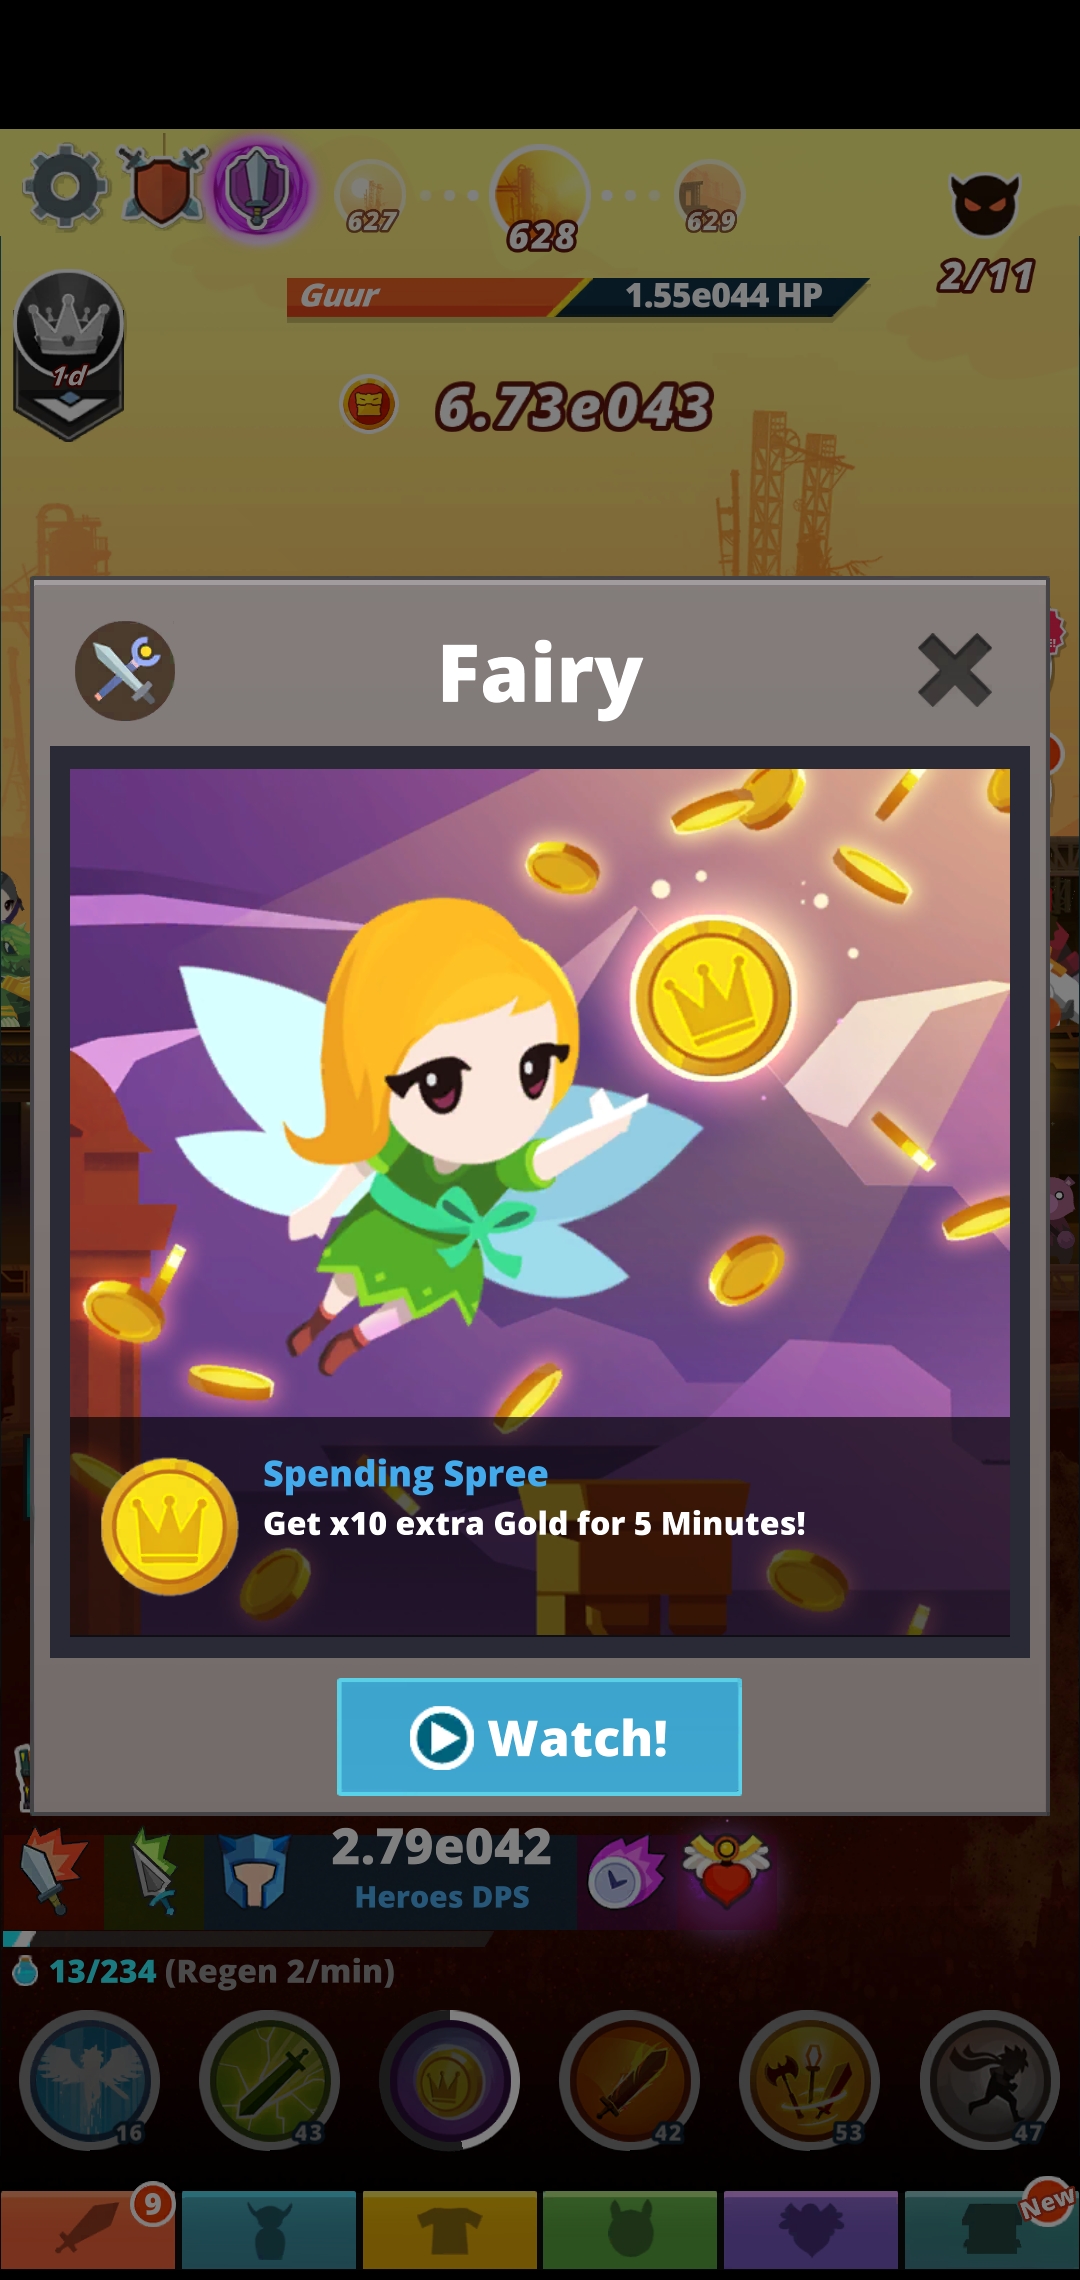 627
628
629
2/11
Guur
1.55e044 HP
1d
6.73e043
Fairy
Spending Spree
Get x10 extra Gold for 5 Minutes!
Watch!
2.79e042
Heroes DPS
13/234 (Regen 2/min)
16
43
42
53
47
9
New